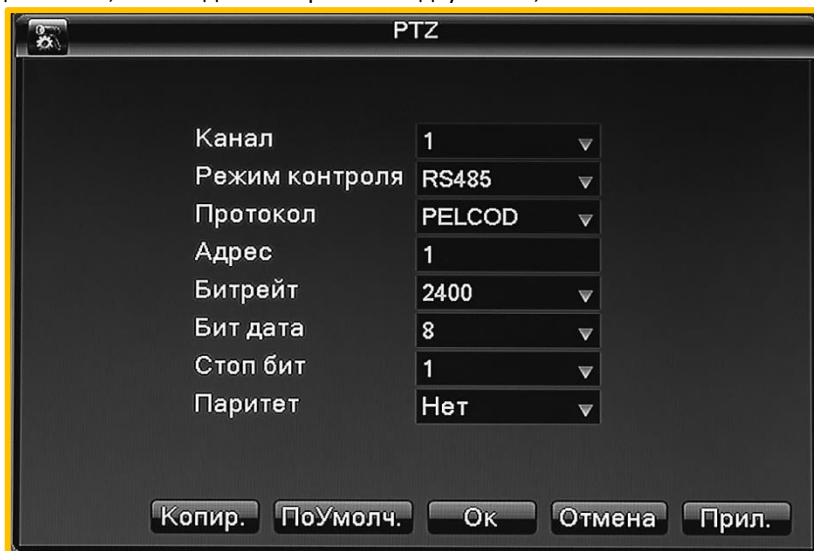 PTZ
Канал 1
Режим контроля RS485
Протокол PELCOD
Адрес 1
Битрейт 2400
Бит дата 8
Стоп бит 1
Паритет Нет
Копир. ПоУмолч. Ок Отмена Прил.